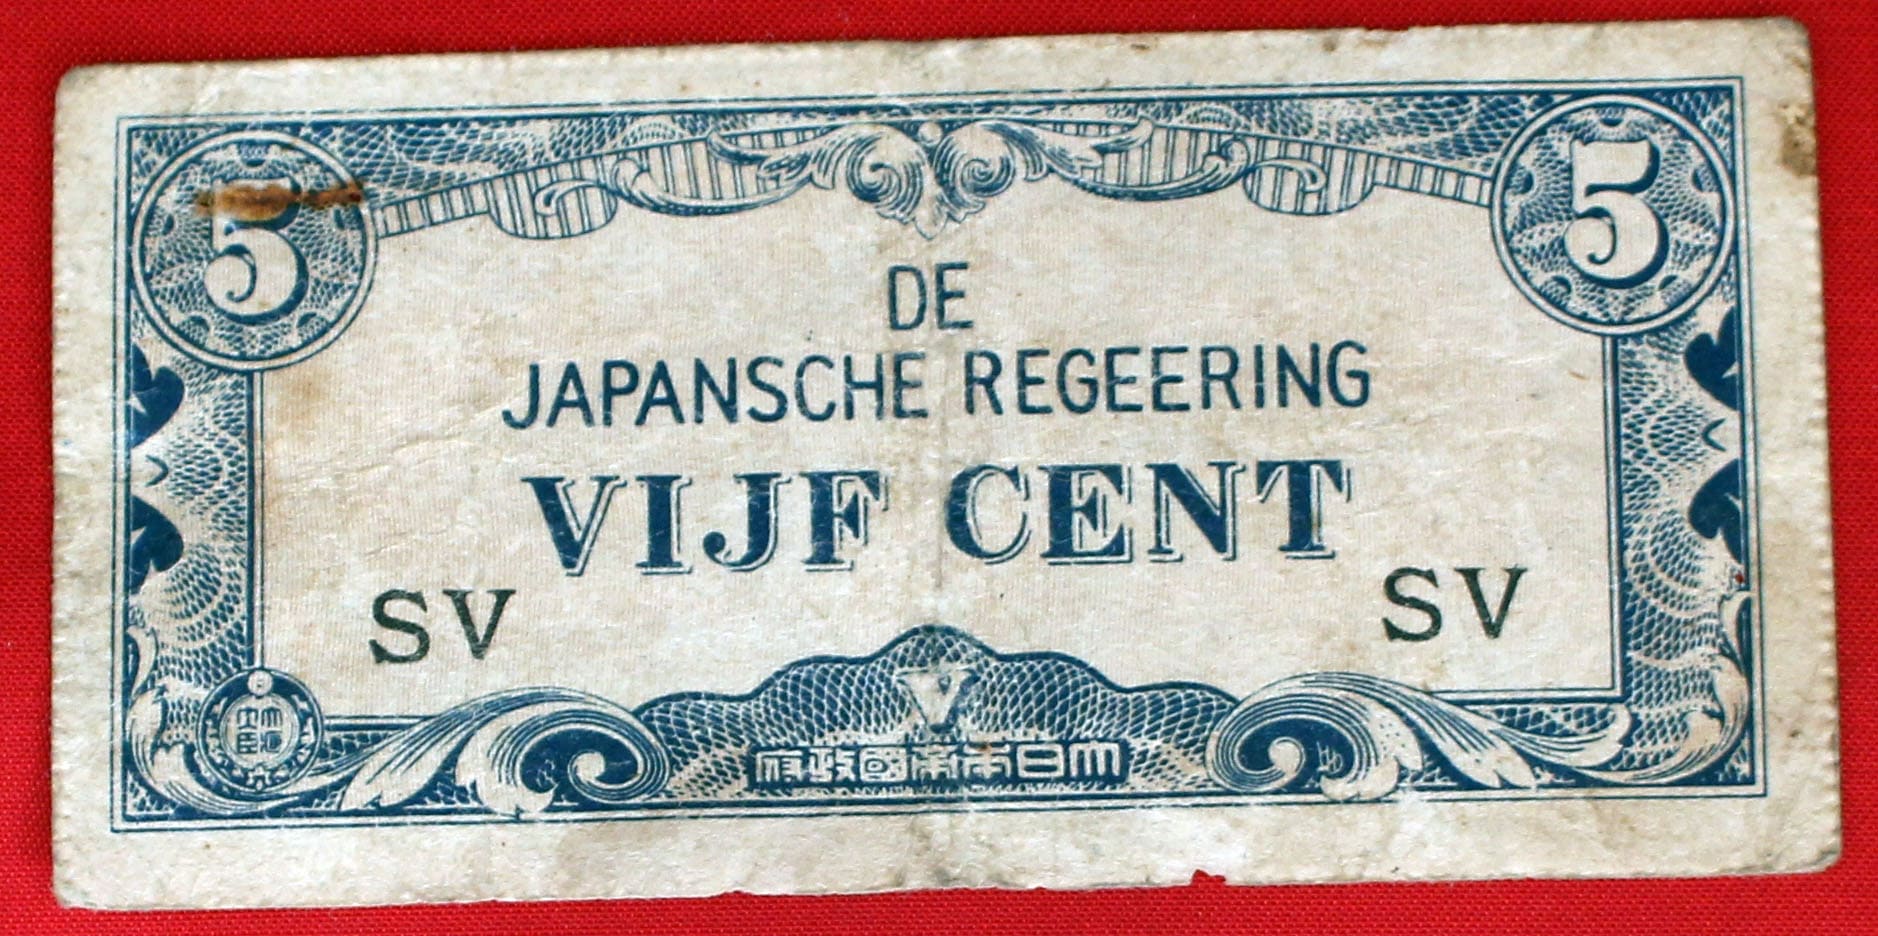 5 5
DE
JAPANSCHE REGEERING
VIJF CENT
SV SV
V
大日本帝國政府